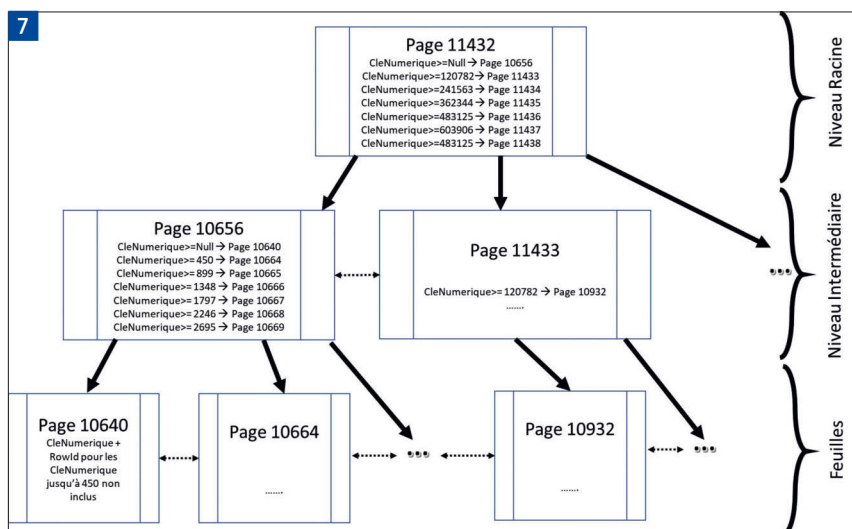 7
Page 11432
CleNumerique>=Null → Page 10656
CleNumerique>=120782→ Page 11433
CleNumerique>=241563→ Page 11434
CleNumerique>=362344→ Page 11435
CleNumerique>=483125→ Page 11436
CleNumerique>=603906→ Page 11437
CleNumerique>=483125→ Page 11438
Niveau Racine
Page 10656
CleNumerique>=Null→ Page 10640
CleNumerique>= 450→ Page 10664
CleNumerique>= 899→ Page 10665
CleNumerique>= 1348→ Page 10666
CleNumerique>= 1797→ Page 10667
CleNumerique>= 2246→ Page 10668
CleNumerique>= 2695→ Page 10669
Page 11433
CleNumerique>= 120782 → Page 10932
.......
...
Niveau Intermédiaire
Page 10640
CleNumerique +
RowId pour les
CleNumerique
jusqu'à 450 non
inclus
Page 10664
.......
...
Page 10932
.......
...
Feuilles